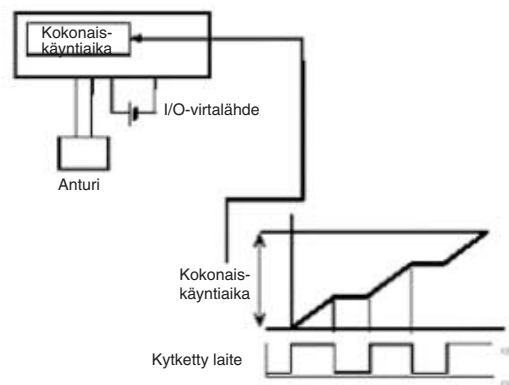 Kokonais-
käyntiaika
I/O-virtalähde
Anturi
Kokonais-
käyntiaika
Kytketty laite